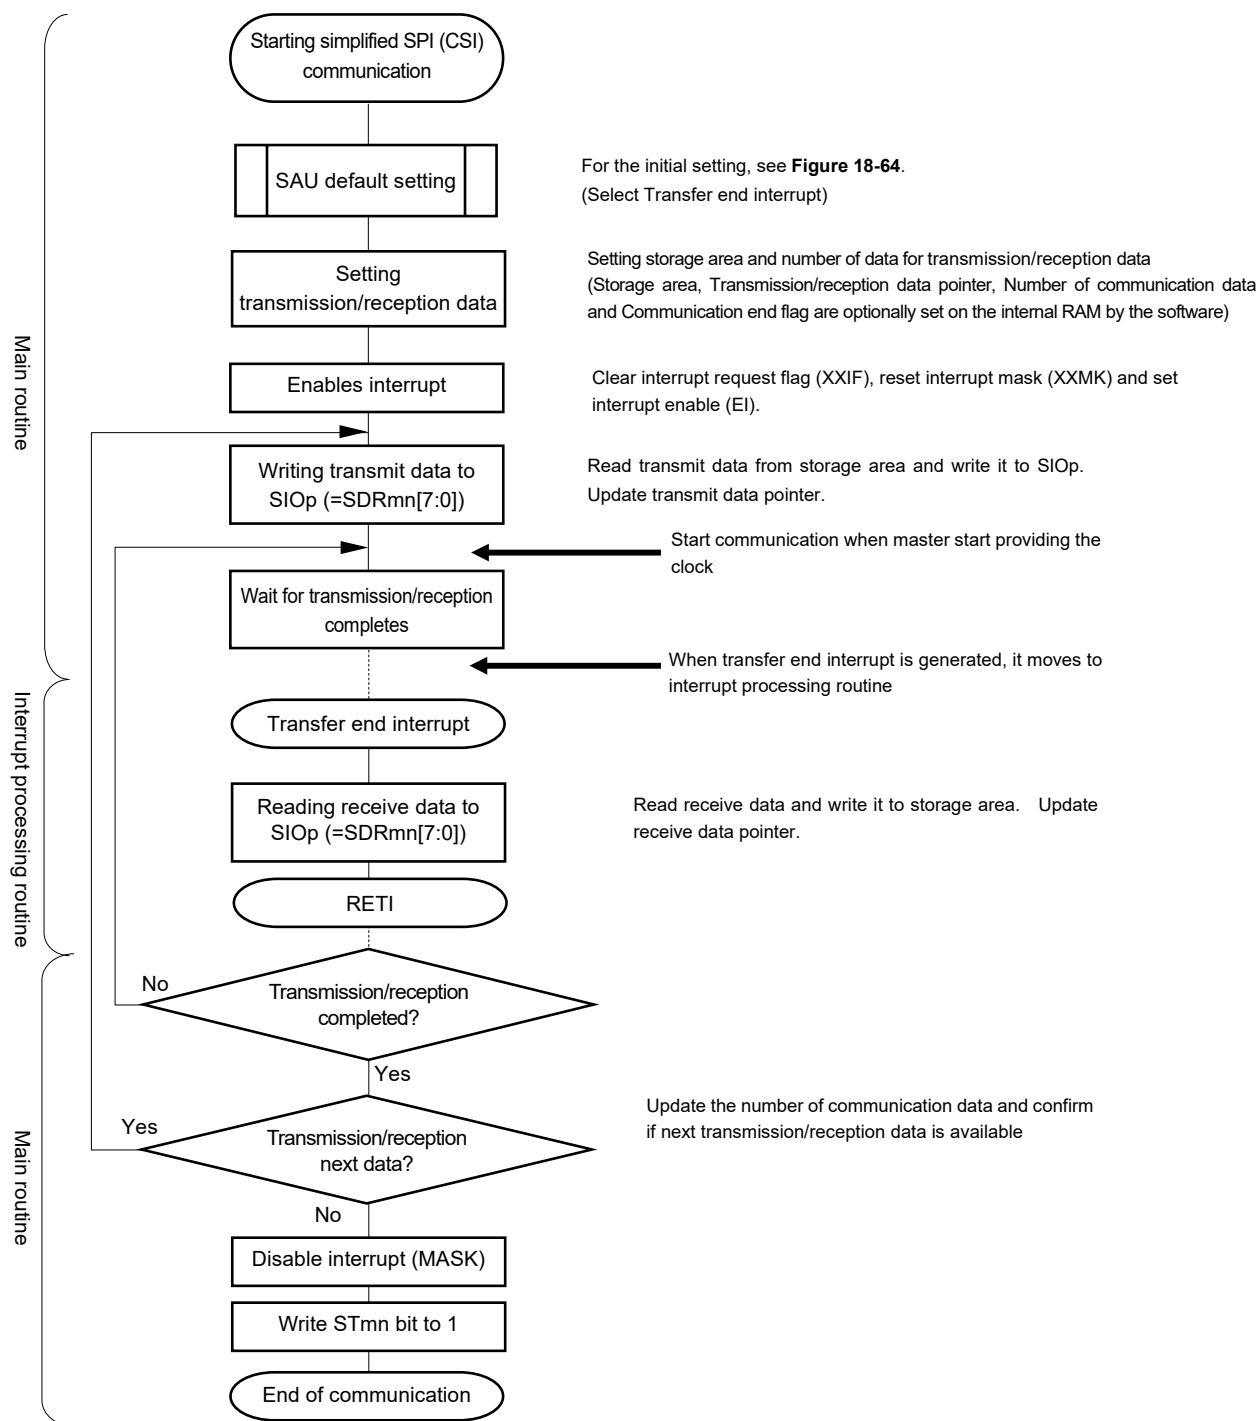 Starting simplified SPI (CSI)
communication
SAU default setting
For the initial setting, see Figure 18-64.
(Select Transfer end interrupt)
Setting
transmission/reception data
Setting storage area and number of data for transmission/reception data
(Storage area, Transmission/reception data pointer, Number of communication data
and Communication end flag are optionally set on the internal RAM by the software)
Main routine
Enables interrupt
Clear interrupt request flag (XXIF), reset interrupt mask (XXMK) and set
interrupt enable (EI).
Writing transmit data to
SIOp (=SDRmn[7:0])
Read transmit data from storage area and write it to SIOp.
Update transmit data pointer.
Start communication when master start providing the
clock
Wait for transmission/reception
completes
When transfer end interrupt is generated, it moves to
interrupt processing routine
Interrupt processing routine
Transfer end interrupt
Reading receive data to
SIOp (=SDRmn[7:0])
Read receive data and write it to storage area. Update
receive data pointer.
RETI
No
Transmission/reception
completed?
Yes
Main routine
Yes
Transmission/reception
next data?
Update the number of communication data and confirm
if next transmission/reception data is available
No
Disable interrupt (MASK)
Write STmn bit to 1
End of communication